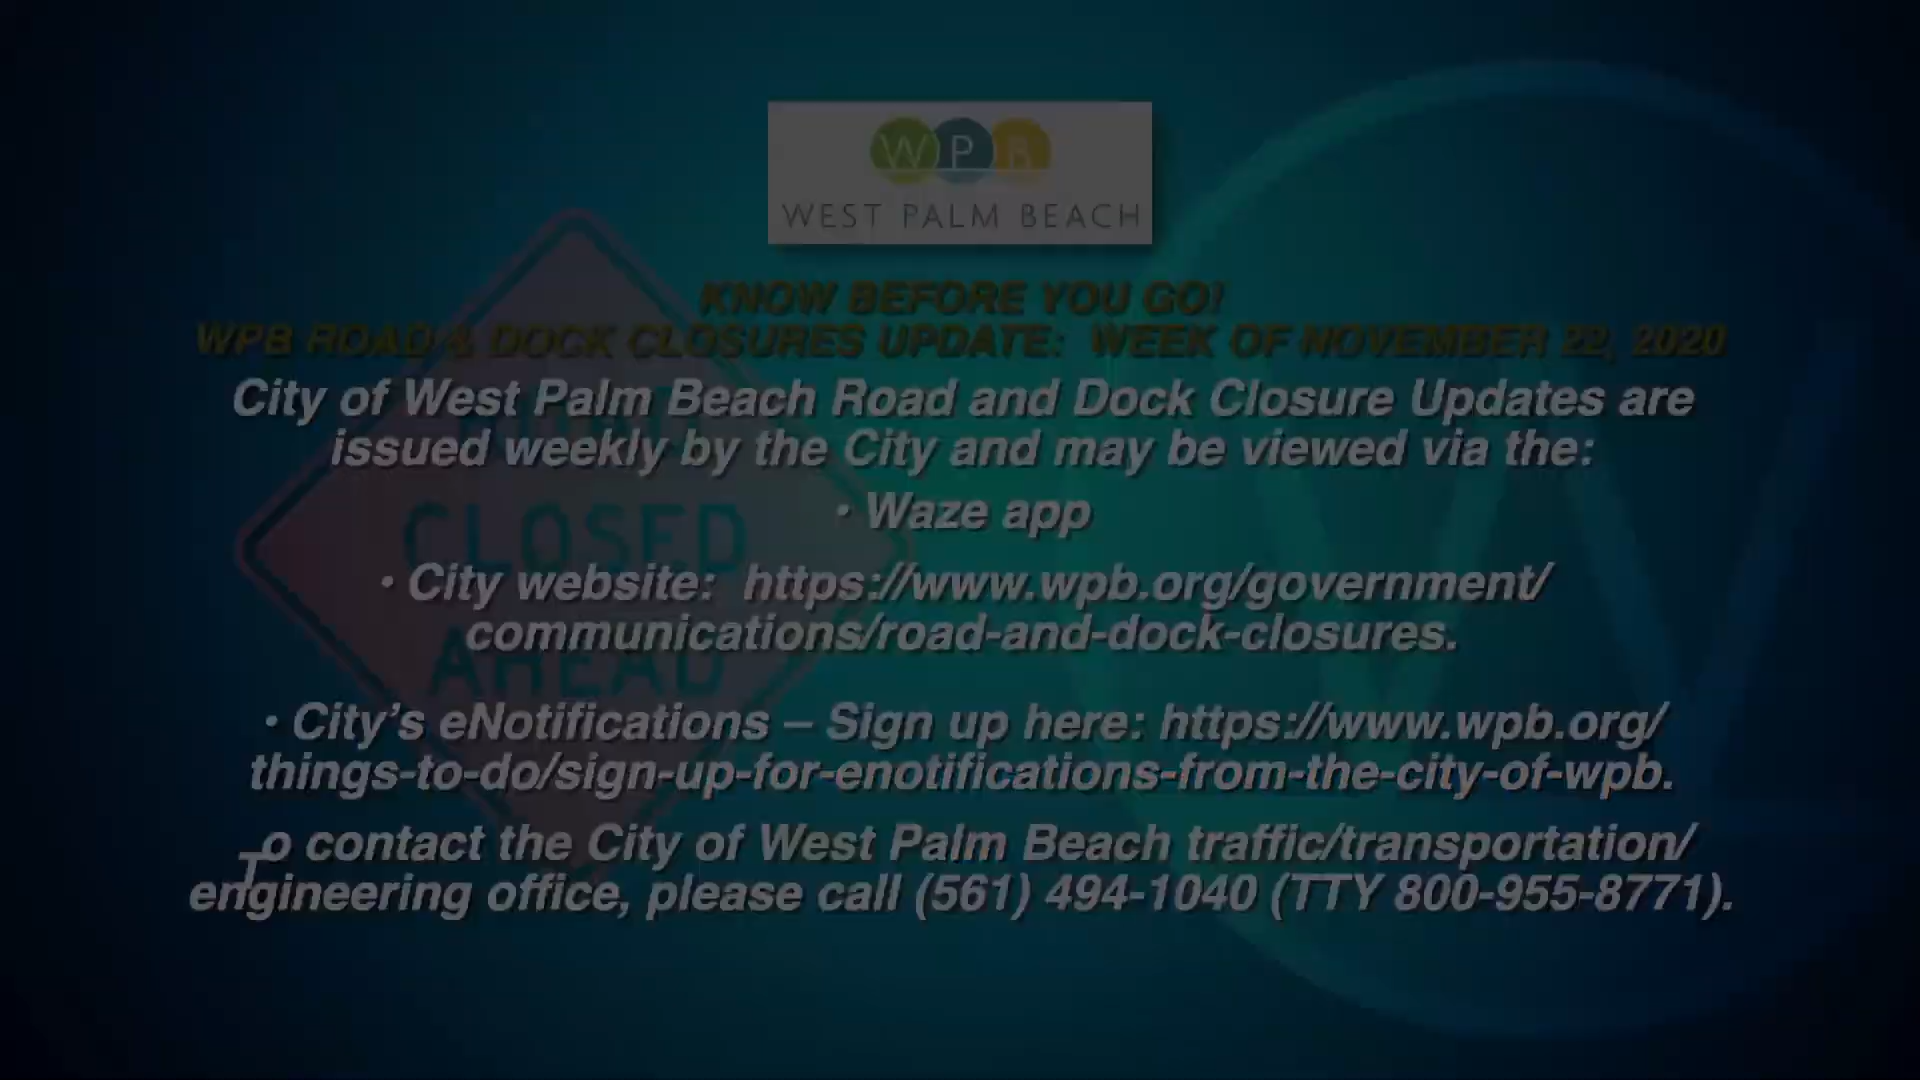 WPB
WEST PALM BEACH
KNOW BEFORE YOU GO!
WPB ROAD & DOCK CLOSURES UPDATE: WEEK OF NOVEMBER 22, 2020
City of West Palm Beach Road and Dock Closure Updates are
issued weekly by the City and may be viewed via the:
• Waze app
CLOSED
• City website: https://www.wpb.org/government/
communications/road-and-dock-closures.
AHEAD
• City's eNotifications – Sign up here: https://www.wpb.org/
things-to-do/sign-up-for-enotifications-from-the-city-of-wpb.
To contact the City of West Palm Beach traffic/transportation/
engineering office, please call (561) 494-1040 (TTY 800-955-8771).